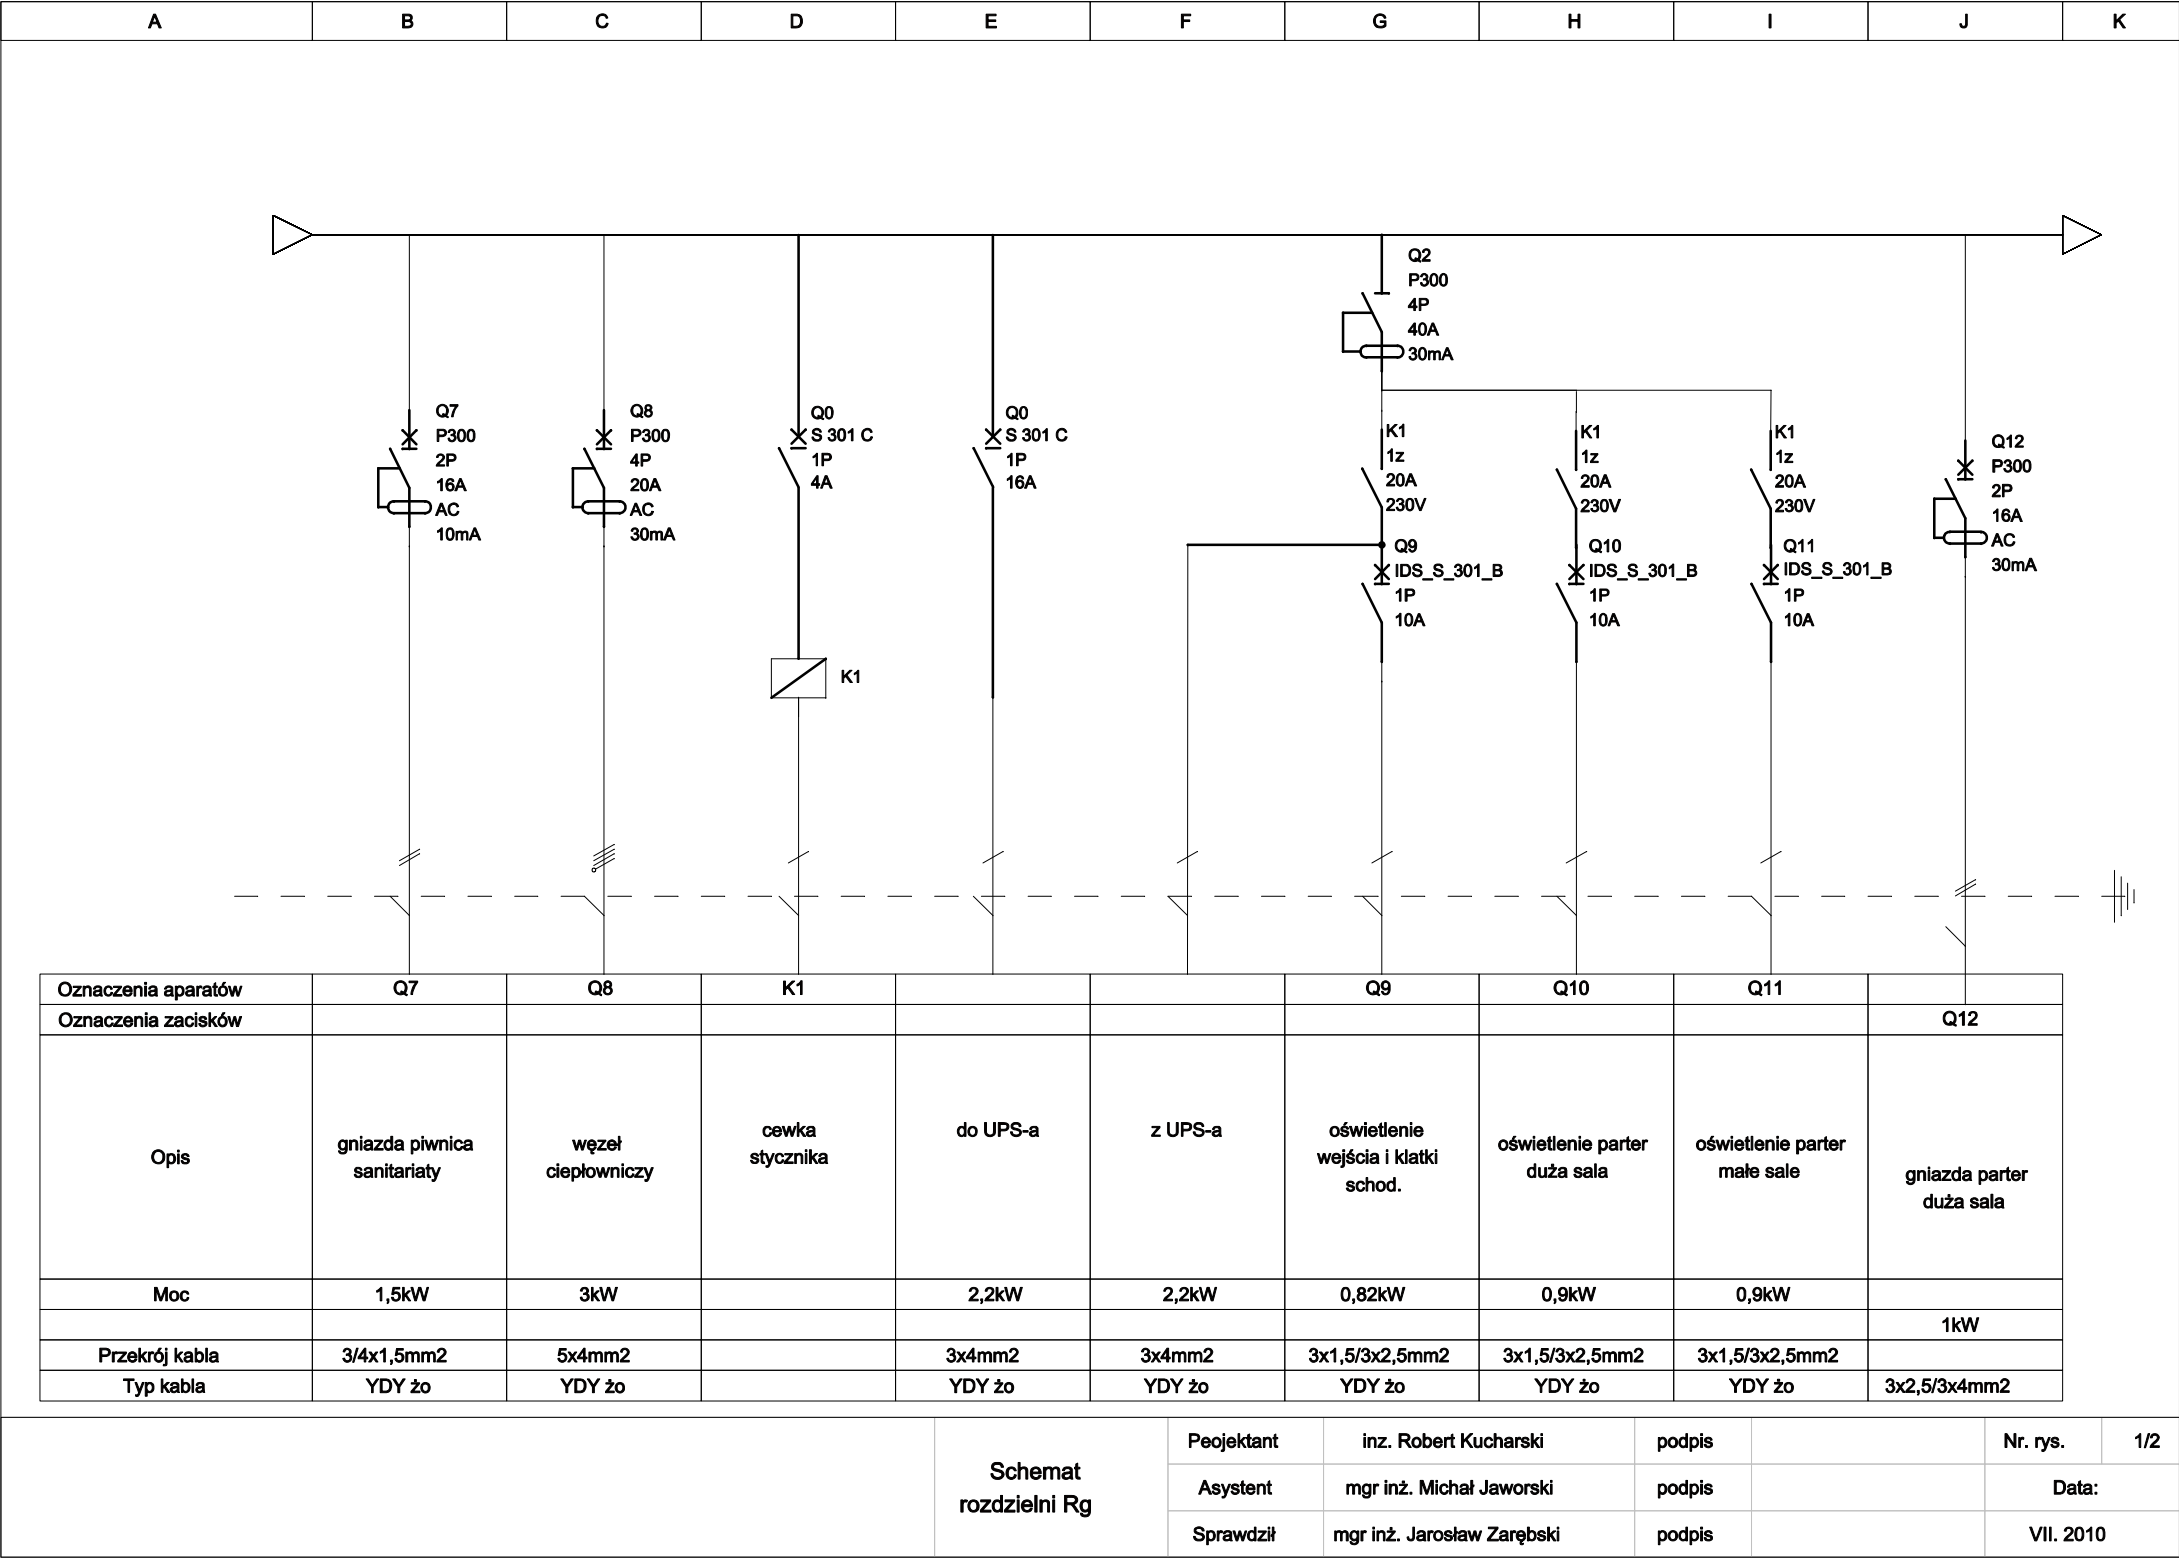 A B C D E F G H I J K
Q2
P300
4P
40A
30mA
Q7
P300
2P
16A
AC
10mA
Q8
P300
4P
20A
AC
30mA
Q0
S 301 C
1P
4A
K1
Q0
S 301 C
1P
16A
K1
1z
20A
230V
Q9
IDS_S_301_B
1P
10A
K1
1z
20A
230V
Q10
IDS_S_301_B
1P
10A
K1
1z
20A
230V
Q11
IDS_S_301_B
1P
10A
Q12
P300
2P
16A
AC
30mA
Oznaczenia aparatów Q7 Q8 K1 Q9 Q10 Q11
Oznaczenia zacisków Q12
Opis
gniazda piwnica
sanitariaty
węzeł
ciepłowniczy
cewka
stycznika
do UPS-a
z UPS-a
oświetlenie
wejścia i klatki
schod.
oświetlenie parter
duża sala
oświetlenie parter
małe sale
gniazda parter
duża sala
Moc 1,5kW 3kW 2,2kW 2,2kW 0,82kW 0,9kW 0,9kW
1kW
Przekrój kabla 3/4x1,5mm2 5x4mm2 3x4mm2 3x4mm2 3x1,5/3x2,5mm2 3x1,5/3x2,5mm2 3x1,5/3x2,5mm2
Typ kabla YDY żo YDY żo YDY żo YDY żo YDY żo YDY żo YDY żo 3x2,5/3x4mm2
Schemat
rozdzielni Rg
Peojektant inz. Robert Kucharski podpis Nr. rys. 1/2
Asystent mgr inż. Michał Jaworski podpis Data:
Sprawdził mgr inż. Jarosław Zarębski podpis VII. 2010